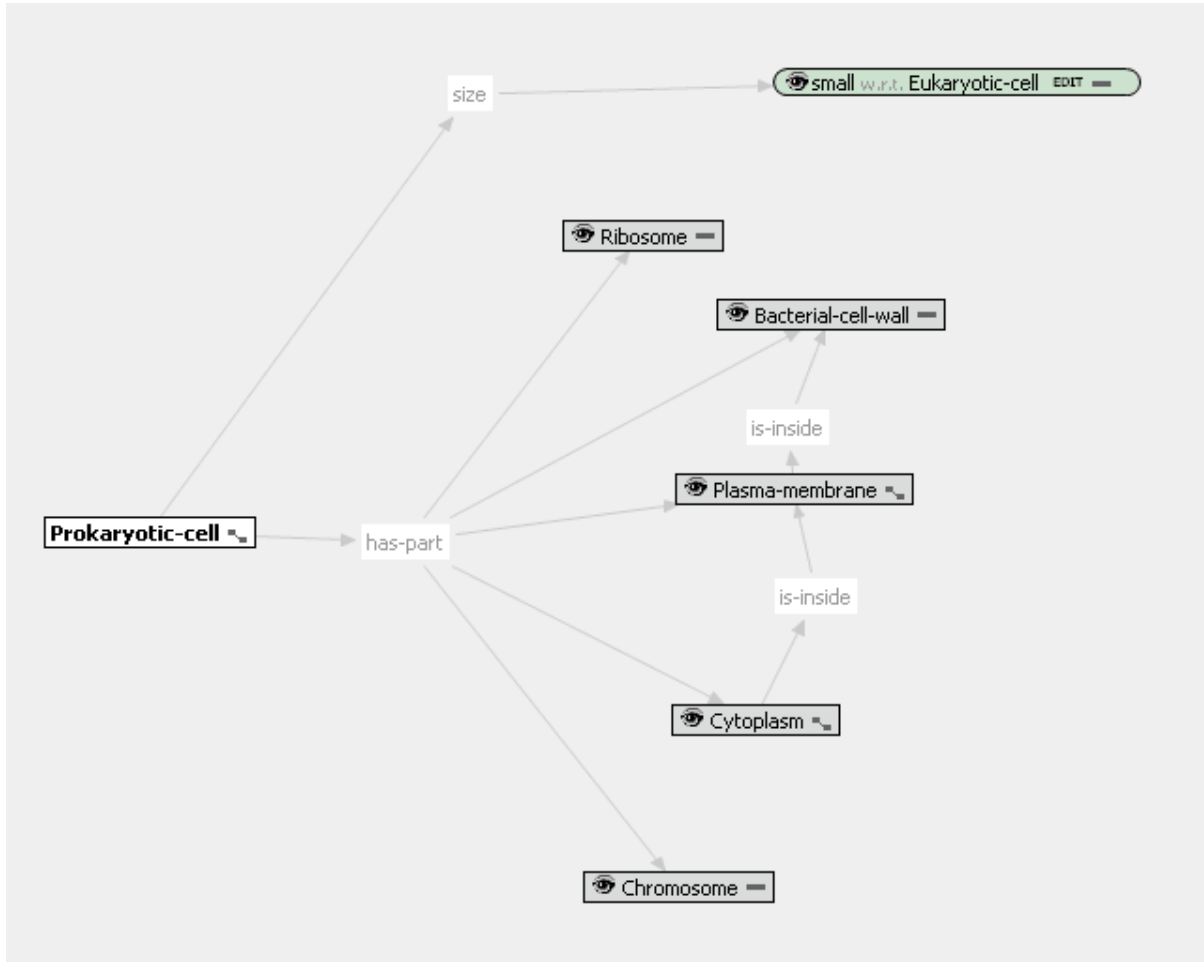 size
small w.r.t. Eukaryotic-cell EDIT
Ribosome
Bacterial-cell-wall
is-inside
Plasma-membrane
Prokaryotic-cell
has-part
is-inside
Cytoplasm
Chromosome